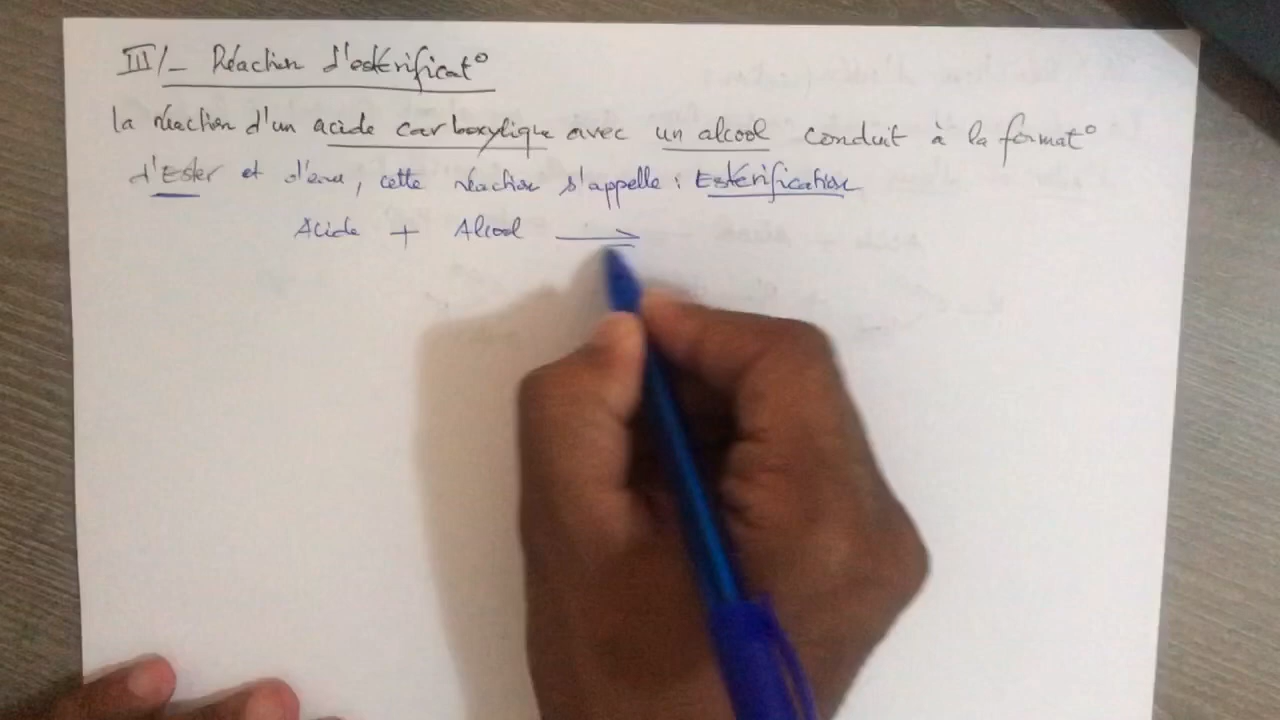 III/- Réaction d'estérificat°
la réaction d'un acide carboxylique avec un alcool conduit à la format°
d'Ester et d'eau, cette réaction s'appelle : Estérification
Acide + Alcool ⇌